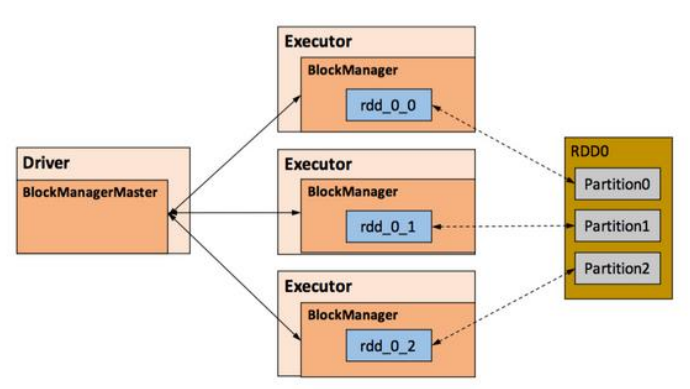 Executor
BlockManager
rdd_0_0
Driver
BlockManagerMaster
Executor
BlockManager
rdd_0_1
Executor
BlockManager
rdd_0_2
RDD0
Partition0
Partition1
Partition2